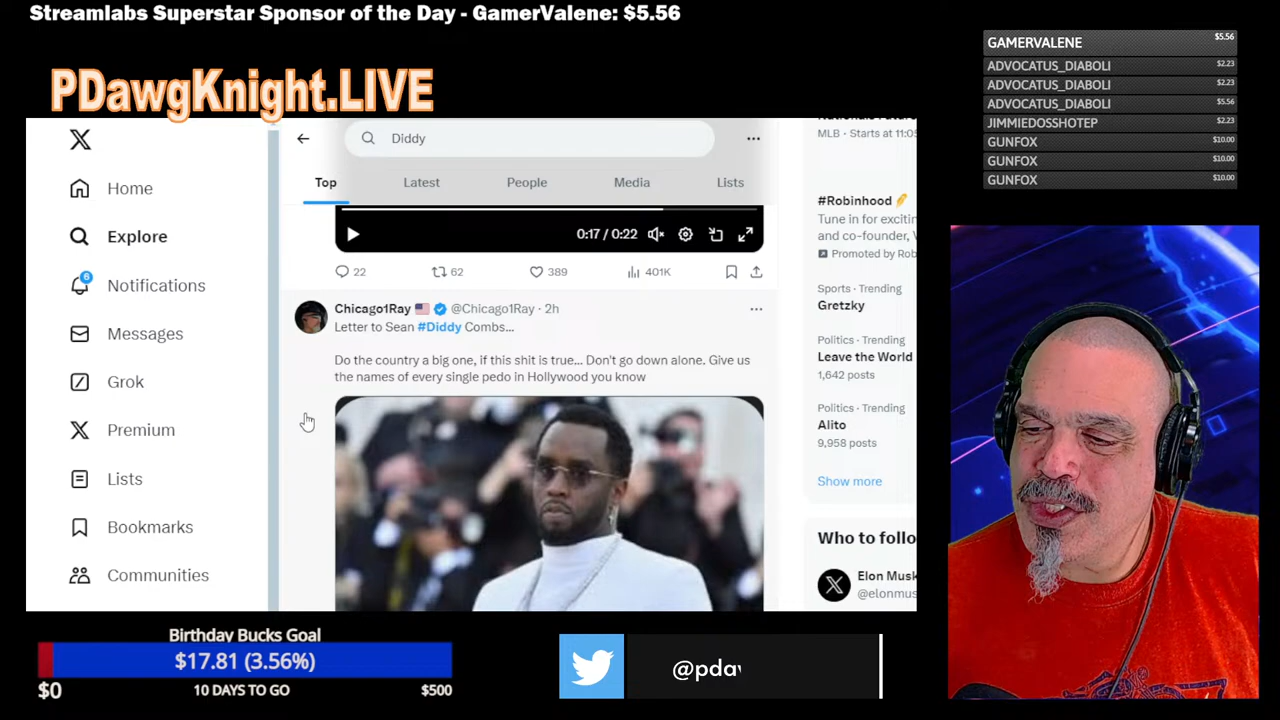 Streamlabs Superstar Sponsor of the Day - GamerValene: $5.56
PDawgKnight.LIVE
GAMERVALENE $5.56
ADVOCATUS_DIABOLI $2.23
ADVOCATUS_DIABOLI $2.23
ADVOCATUS_DIABOLI $5.56
JIMMIEDOSSHOTEP $2.23
GUNFOX $10.00
GUNFOX $10.00
GUNFOX $10.00
Home
Explore
6
Notifications
Messages
Grok
Premium
Lists
Bookmarks
Communities
Diddy
Top Latest People Media Lists
0:17 / 0:22
22 62 389 401K
Chicago1Ray 🇺🇸 @Chicago1Ray · 2h
Letter to Sean #Diddy Combs...
Do the country a big one, if this shit is true... Don't go down alone. Give us
the names of every single pedo in Hollywood you know
MLB · Starts at 11:05
#Robinhood
Tune in for exciti
and co-founder, V
Promoted by Rob
Sports · Trending
Gretzky
Politics · Trending
Leave the World
1,642 posts
Politics · Trending
Alito
9,958 posts
Show more
Who to follo
Elon Musk
@elonmus
Birthday Bucks Goal
$17.81 (3.56%)
$0 10 DAYS TO GO $500
@pdav